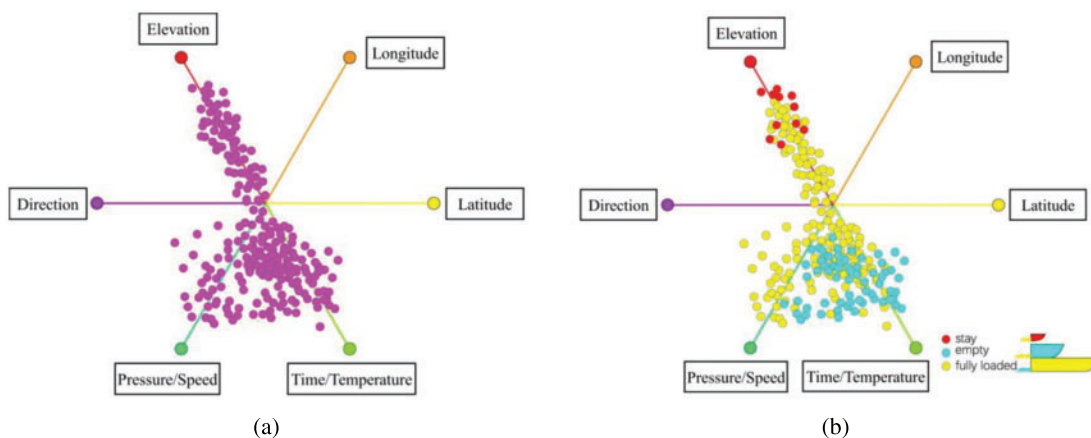 Elevation
Longitude
Direction
Latitude
Pressure/Speed
Time/Temperature
(a)
Elevation
Longitude
Direction
Latitude
Pressure/Speed
Time/Temperature
stay
empty
fully loaded
(b)